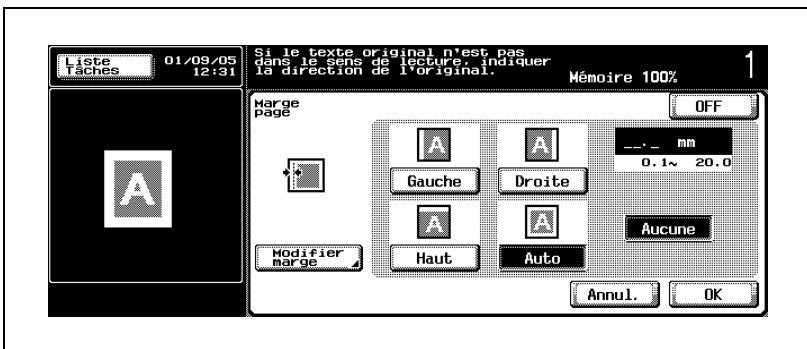 Liste
Tâches
01/09/05
12:31
Si le texte original n'est pas
dans le sens de lecture, indiquer
la direction de l'original.
Mémoire 100%
1
Marge
page
OFF
A
A
A
__._ mm
0.1~ 20.0
Gauche
Droite
A
A
Aucune
Modifier
marge
Haut
Auto
Annul.
OK